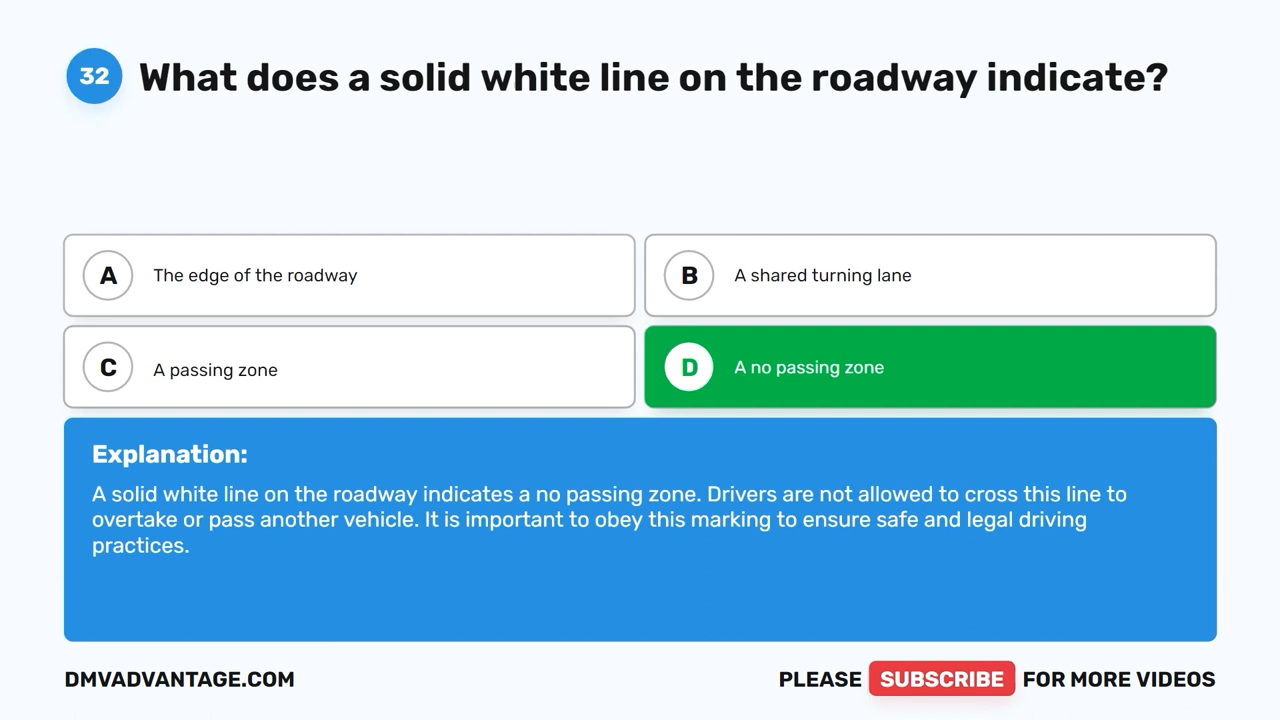 32 What does a solid white line on the roadway indicate?
A The edge of the roadway
B A shared turning lane
C A passing zone
D A no passing zone
Explanation:
A solid white line on the roadway indicates a no passing zone. Drivers are not allowed to cross this line to
overtake or pass another vehicle. It is important to obey this marking to ensure safe and legal driving
practices.
DMVADVANTAGE.COM
PLEASE SUBSCRIBE FOR MORE VIDEOS